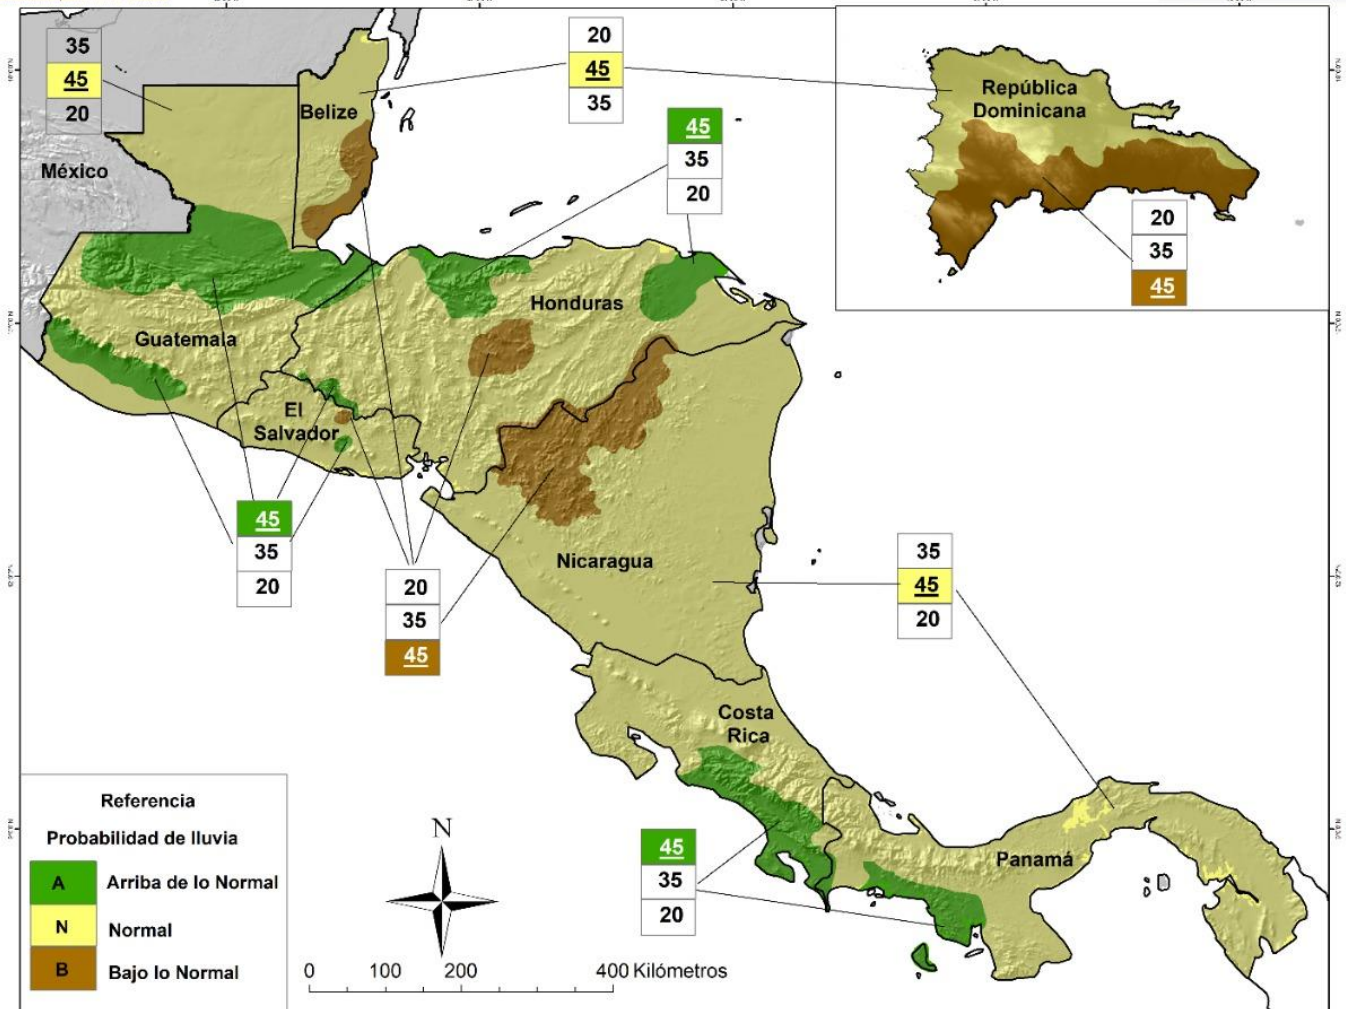 35
45
20
20
45
35
México
Belize
45
35
20
República
Dominicana
20
35
45
Honduras
Guatemala
El
Salvador
45
35
20
20
35
45
Nicaragua
35
45
20
Costa
Rica
45
35
20
Panamá
Referencia
Probabilidad de lluvia
A Arriba de lo Normal
N Normal
B Bajo lo Normal
N
0 100 200 400 Kilómetros